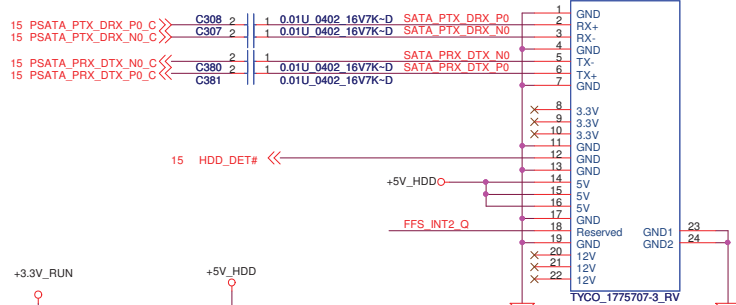 15 PSATA_PTX_DRX_P0_C C308 2 1 0.01U_0402_16V7K~D SATA_PTX_DRX_P0 1 GND
15 PSATA_PTX_DRX_N0_C C307 2 1 0.01U_0402_16V7K~D SATA_PTX_DRX_N0 2 RX+
3 RX-
4 GND
15 PSATA_PRX_DTX_N0_C 2 1 SATA_PRX_DTX_N0 5 TX-
15 PSATA_PRX_DTX_P0_C C380 2 1 0.01U_0402_16V7K~D SATA_PRX_DTX_P0 6 TX+
C381 0.01U_0402_16V7K~D 7 GND
8 3.3V
9 3.3V
10 3.3V
11 GND
15 HDD_DET# 12 GND
13 GND
+5V_HDD 14 5V
15 5V
16 5V
17 GND
FFS_INT2_Q 18 Reserved GND1 23
19 GND GND2 24
20 12V
21 12V
22 12V
+3.3V_RUN +5V_HDD
TYCO_1775707-3_RV